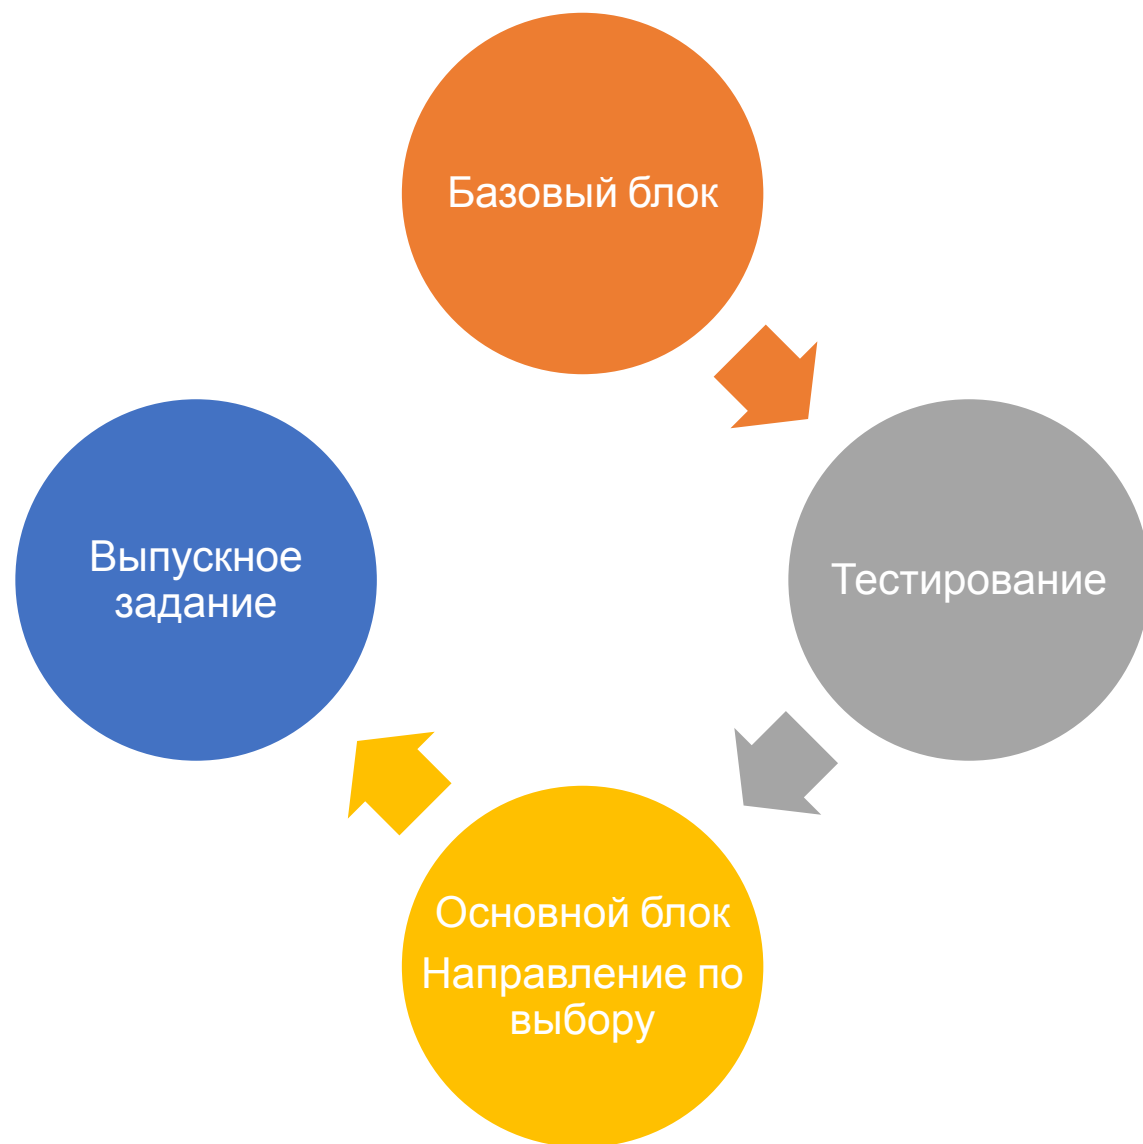 Базовый блок
Тестирование
Основной блок
Направление по
выбору
Выпускное
задание